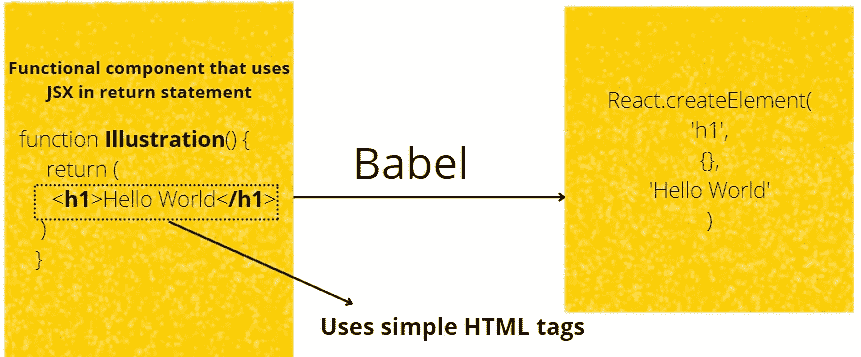 Functional component that uses
JSX in return statement
function Illustration() {
return (
<h1>Hello World</h1>
)
}
Babel
Uses simple HTML tags
React.createElement(
'h1',
{},
'Hello World'
)